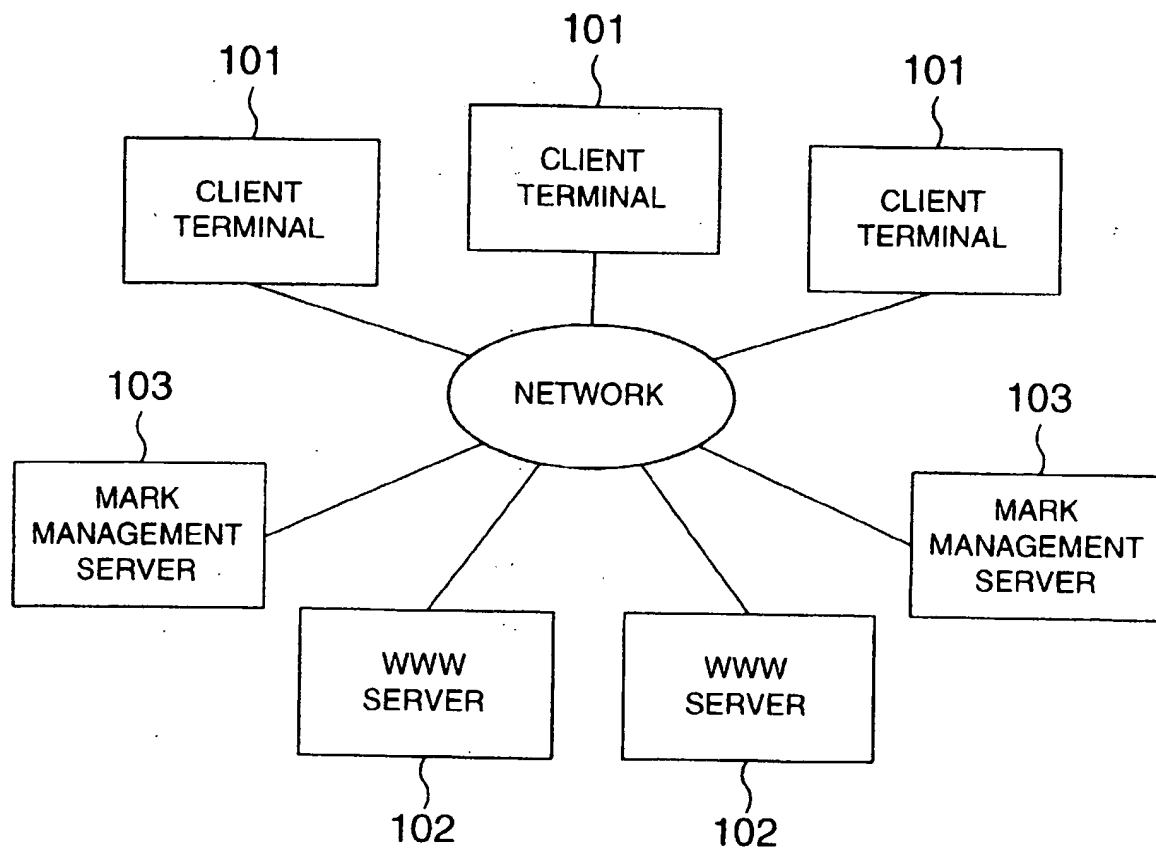 101
101
101
CLIENT
TERMINAL
CLIENT
TERMINAL
CLIENT
TERMINAL
NETWORK
103
103
MARK
MANAGEMENT
SERVER
MARK
MANAGEMENT
SERVER
WWW
SERVER
WWW
SERVER
102
102